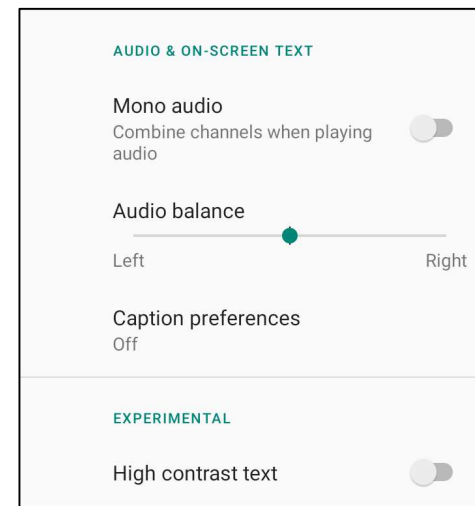 AUDIO & ON-SCREEN TEXT
Mono audio
Combine channels when playing
audio
Audio balance
Left Right
Caption preferences
Off
EXPERIMENTAL
High contrast text